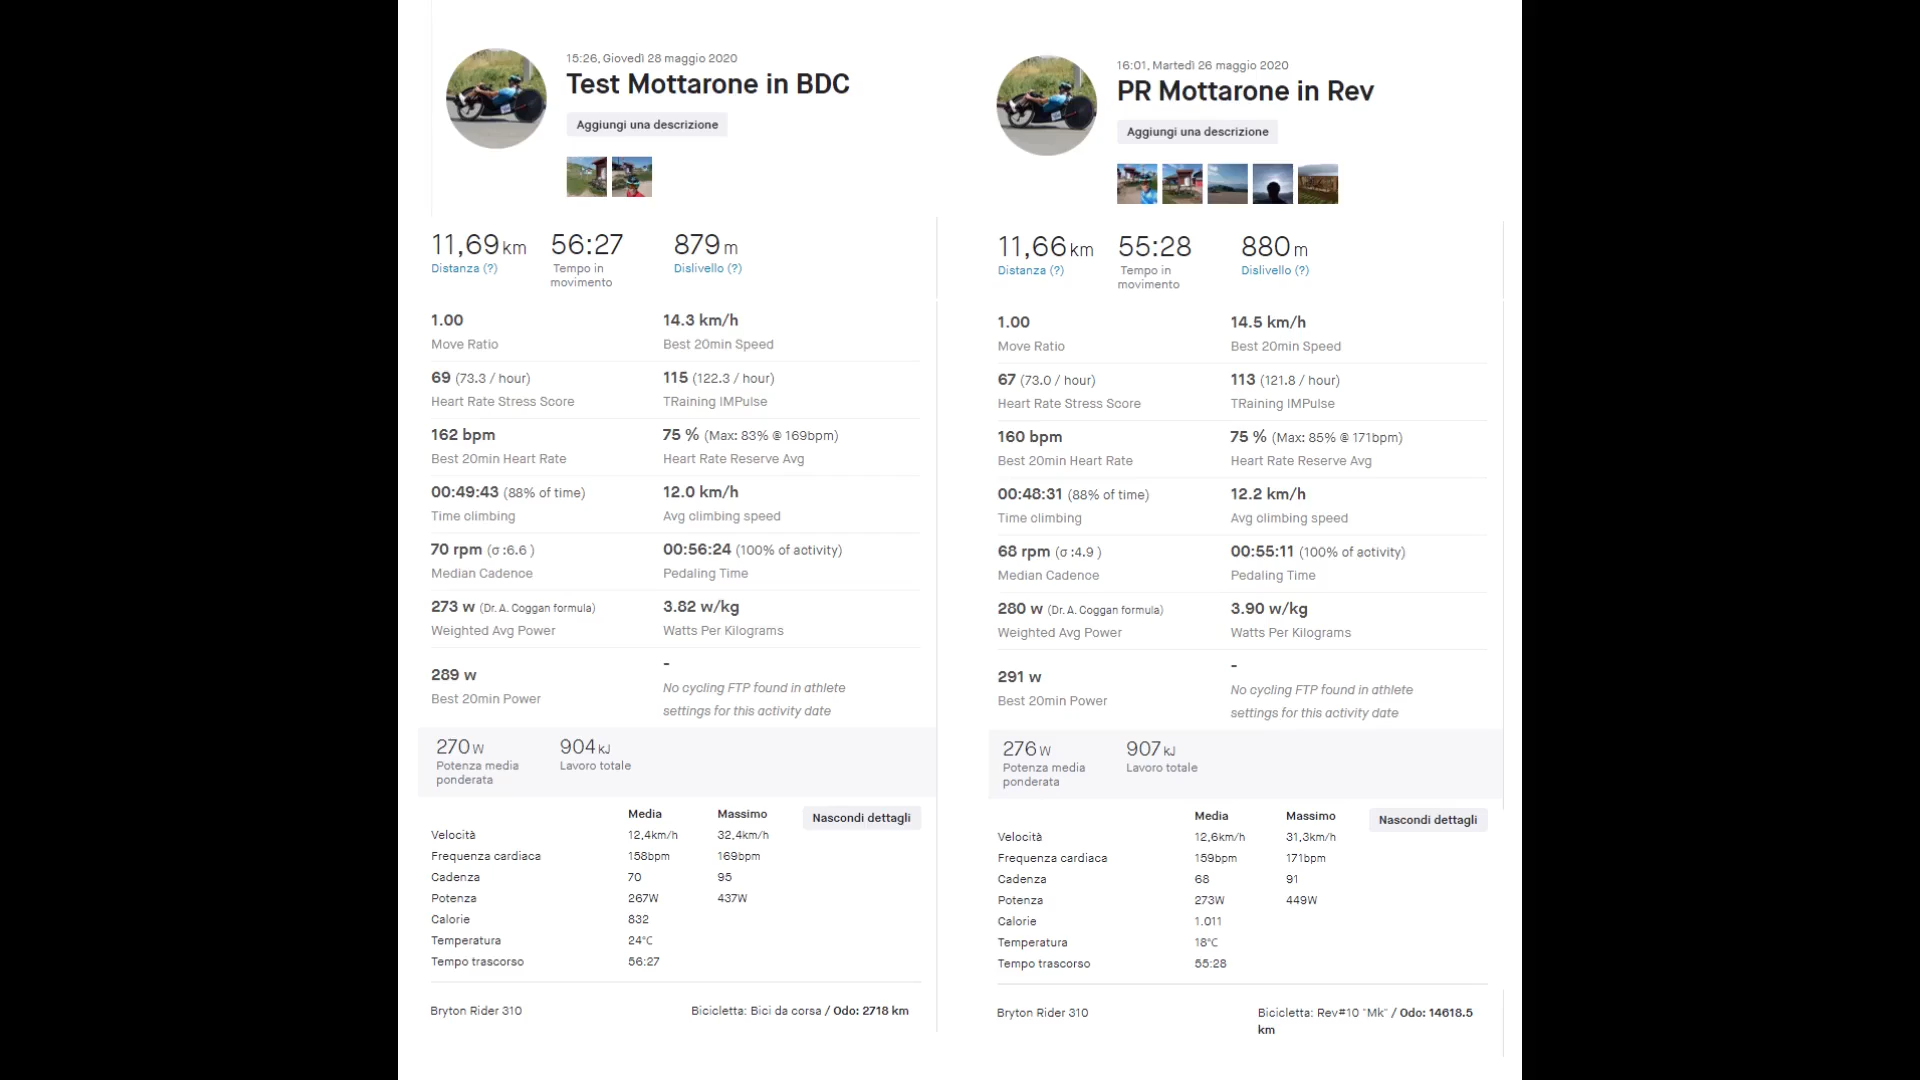 15:26, Giovedì 28 maggio 2020
Test Mottarone in BDC
Aggiungi una descrizione
11,69 km
56:27
879 m
Distanza (?)
Tempo in
movimento
Dislivello (?)
1.00
14.3 km/h
Move Ratio
Best 20min Speed
69 (73.3 / hour)
115 (122.3 / hour)
Heart Rate Stress Score
TRaining IMPulse
162 bpm
75 % (Max: 83% @ 169bpm)
Best 20min Heart Rate
Heart Rate Reserve Avg
00:49:43 (88% of time)
12.0 km/h
Time climbing
Avg climbing speed
70 rpm (σ :6.6 )
00:56:24 (100% of activity)
Median Cadence
Pedaling Time
273 w (Dr. A. Coggan formula)
3.82 w/kg
Weighted Avg Power
Watts Per Kilograms
289 w
-
Best 20min Power
No cycling FTP found in athlete
settings for this activity date
270 W
904 kJ
Potenza media
ponderata
Lavoro totale
Media
Massimo
Nascondi dettagli
Velocità 12,4km/h 32,4km/h
Frequenza cardiaca 158bpm 169bpm
Cadenza 70 95
Potenza 267W 437W
Calorie 832
Temperatura 24°C
Tempo trascorso 56:27
Bryton Rider 310
Bicicletta: Bici da corsa / Odo: 2718 km
16:01, Martedì 26 maggio 2020
PR Mottarone in Rev
Aggiungi una descrizione
11,66 km
55:28
880 m
Distanza (?)
Tempo in
movimento
Dislivello (?)
1.00
14.5 km/h
Move Ratio
Best 20min Speed
67 (73.0 / hour)
113 (121.8 / hour)
Heart Rate Stress Score
TRaining IMPulse
160 bpm
75 % (Max: 85% @ 171bpm)
Best 20min Heart Rate
Heart Rate Reserve Avg
00:48:31 (88% of time)
12.2 km/h
Time climbing
Avg climbing speed
68 rpm (σ :4.9 )
00:55:11 (100% of activity)
Median Cadence
Pedaling Time
280 w (Dr. A. Coggan formula)
3.90 w/kg
Weighted Avg Power
Watts Per Kilograms
291 w
-
Best 20min Power
No cycling FTP found in athlete
settings for this activity date
276 W
907 kJ
Potenza media
ponderata
Lavoro totale
Media
Massimo
Nascondi dettagli
Velocità 12,6km/h 31,3km/h
Frequenza cardiaca 159bpm 171bpm
Cadenza 68 91
Potenza 273W 449W
Calorie 1.011
Temperatura 18°C
Tempo trascorso 55:28
Bryton Rider 310
Bicicletta: Rev#10 "Mk" / Odo: 14618.5
km